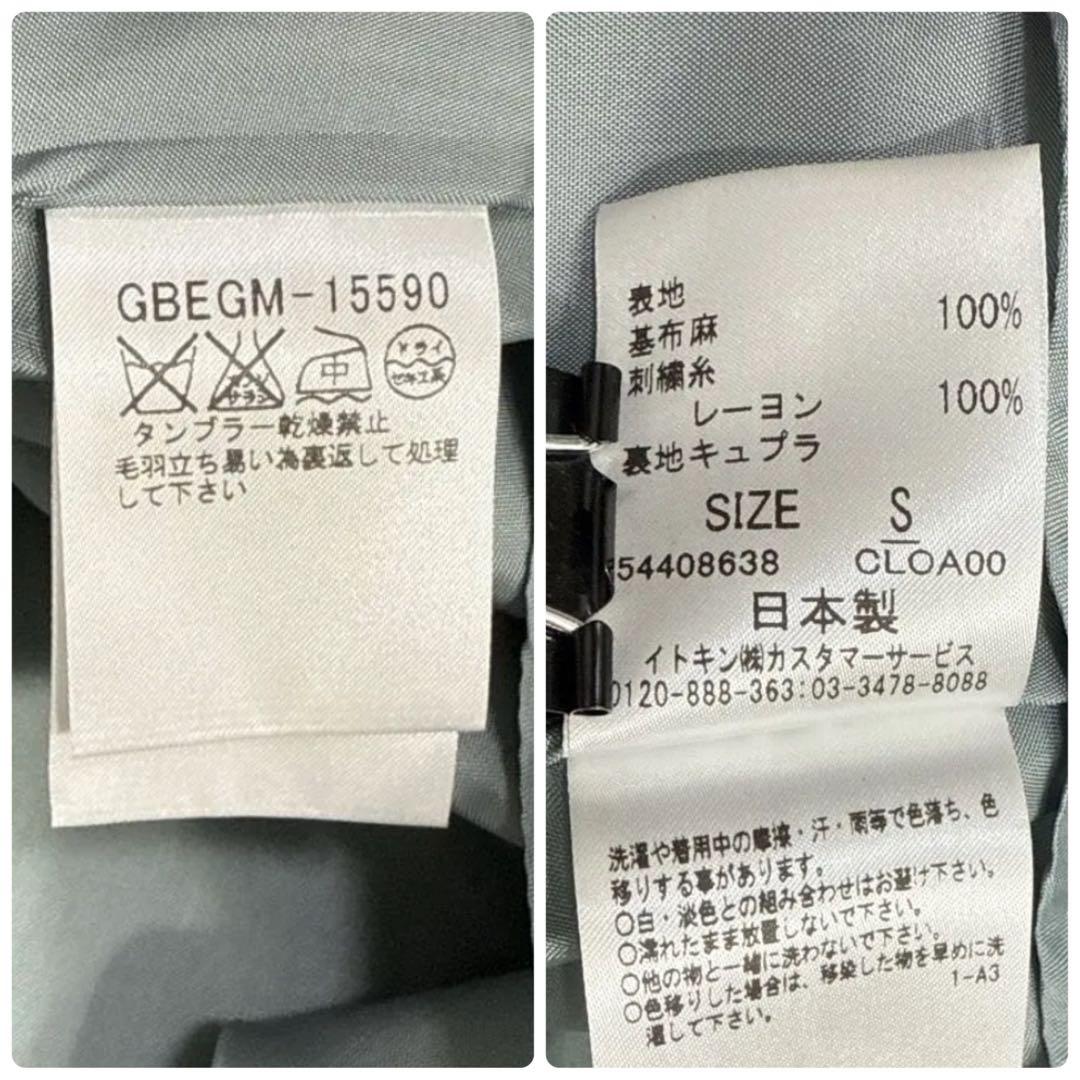 GBEGM-15590
エンソ
サラシ
中
ドライ
セキユ系
タンブラー乾燥禁止
毛羽立ち易い為裏返して処理
して下さい
表地
基布麻 100%
刺繍糸
レーヨン 100%
裏地キュプラ
SIZE S
54408638 CLOA00
日本製
イトキン㈱カスタマーサービス
0120-888-363:03-3478-8088
洗濯や着用中の摩擦・汗・雨等で色落ち、色
移りする事があります。
○白・淡色との組み合わせはお避け下さい。
○濡れたまま放置しないで下さい。
○他の物と一緒に洗わないで下さい。
○色移りした場合は、移染した物を早めに洗
濯して下さい。
1-A3